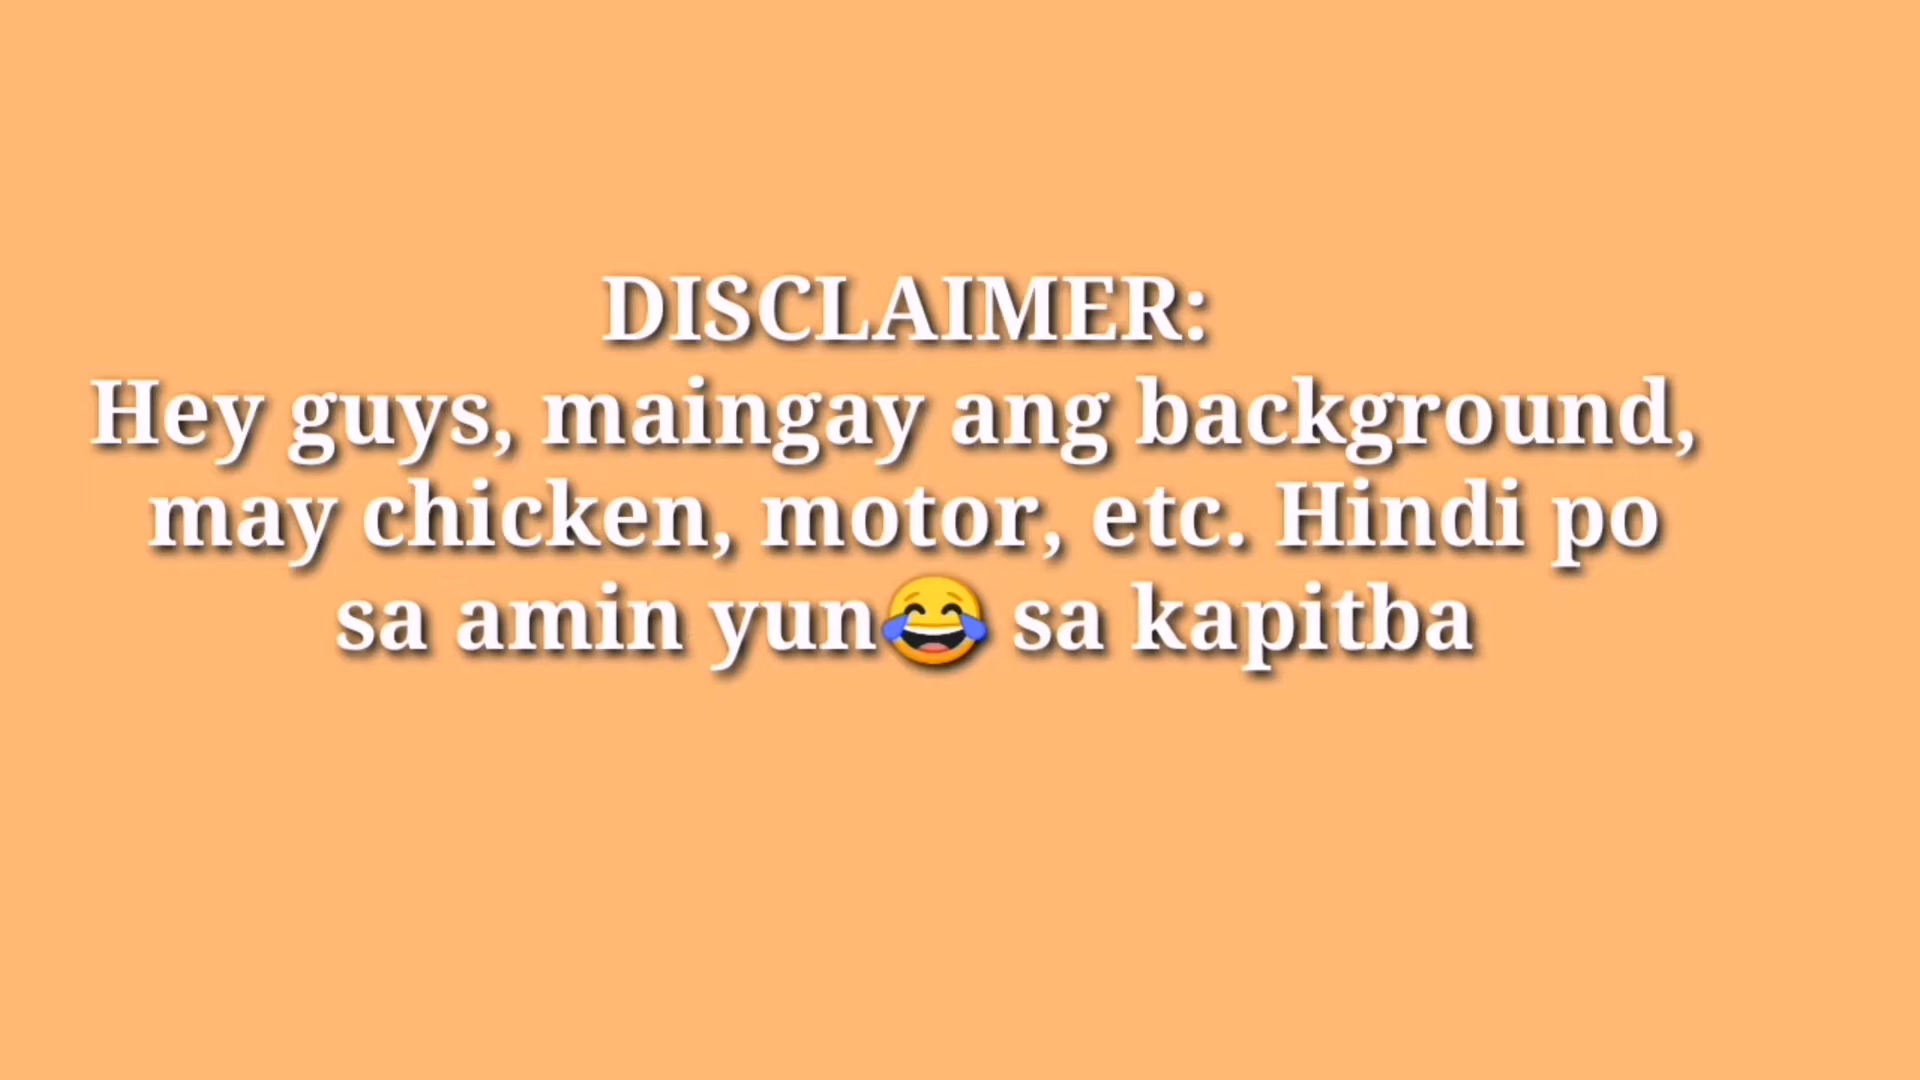 DISCLAIMER:
Hey guys, maingay ang background,
may chicken, motor, etc. Hindi po
sa amin yun😂 sa kapitba